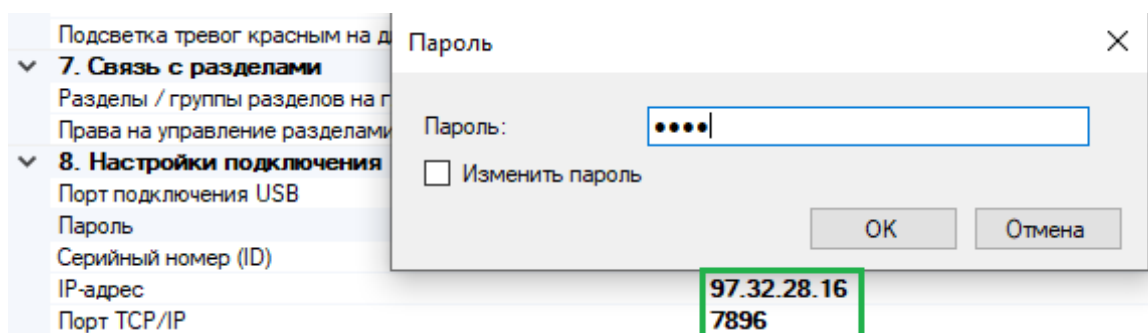 Подсветка тревог красным на
7. Связь с разделами
Разделы / группы разделов на
Права на управление разделами
8. Настройки подключения
Порт подключения USB
Пароль
Серийный номер (ID)
IP-адрес 97.32.28.16
Порт TCP/IP 7896
Пароль
Пароль: ••••
Изменить пароль
OK Отмена